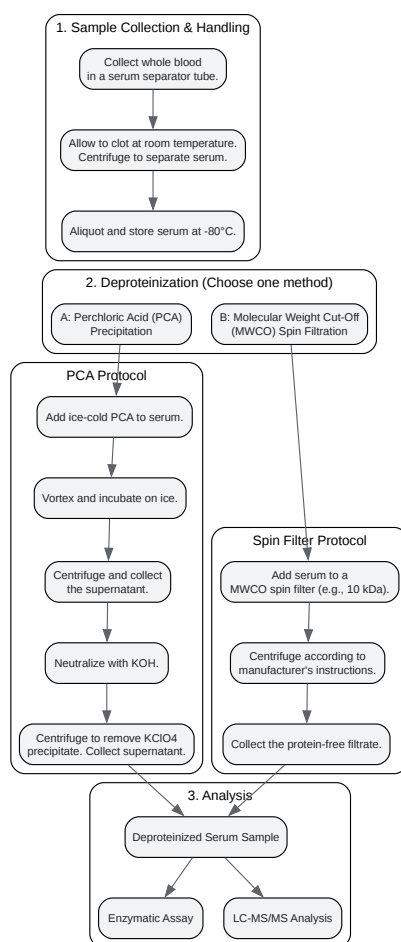 1. Sample Collection & Handling
Collect whole blood
in a serum separator tube.
Allow to clot at room temperature.
Centrifuge to separate serum.
Aliquot and store serum at -80°C.
2. Deproteinization (Choose one method)
A: Perchloric Acid (PCA)
Precipitation
B: Molecular Weight Cut-Off
(MWCO) Spin Filtration
PCA Protocol
Add ice-cold PCA to serum.
Vortex and incubate on ice.
Centrifuge and collect
the supernatant.
Neutralize with KOH.
Centrifuge to remove KClO4
precipitate. Collect supernatant.
Spin Filter Protocol
Add serum to a
MWCO spin filter (e.g., 10 kDa).
Centrifuge according to
manufacturer's instructions.
Collect the protein-free filtrate.
3. Analysis
Deproteinized Serum Sample
Enzymatic Assay
LC-MS/MS Analysis